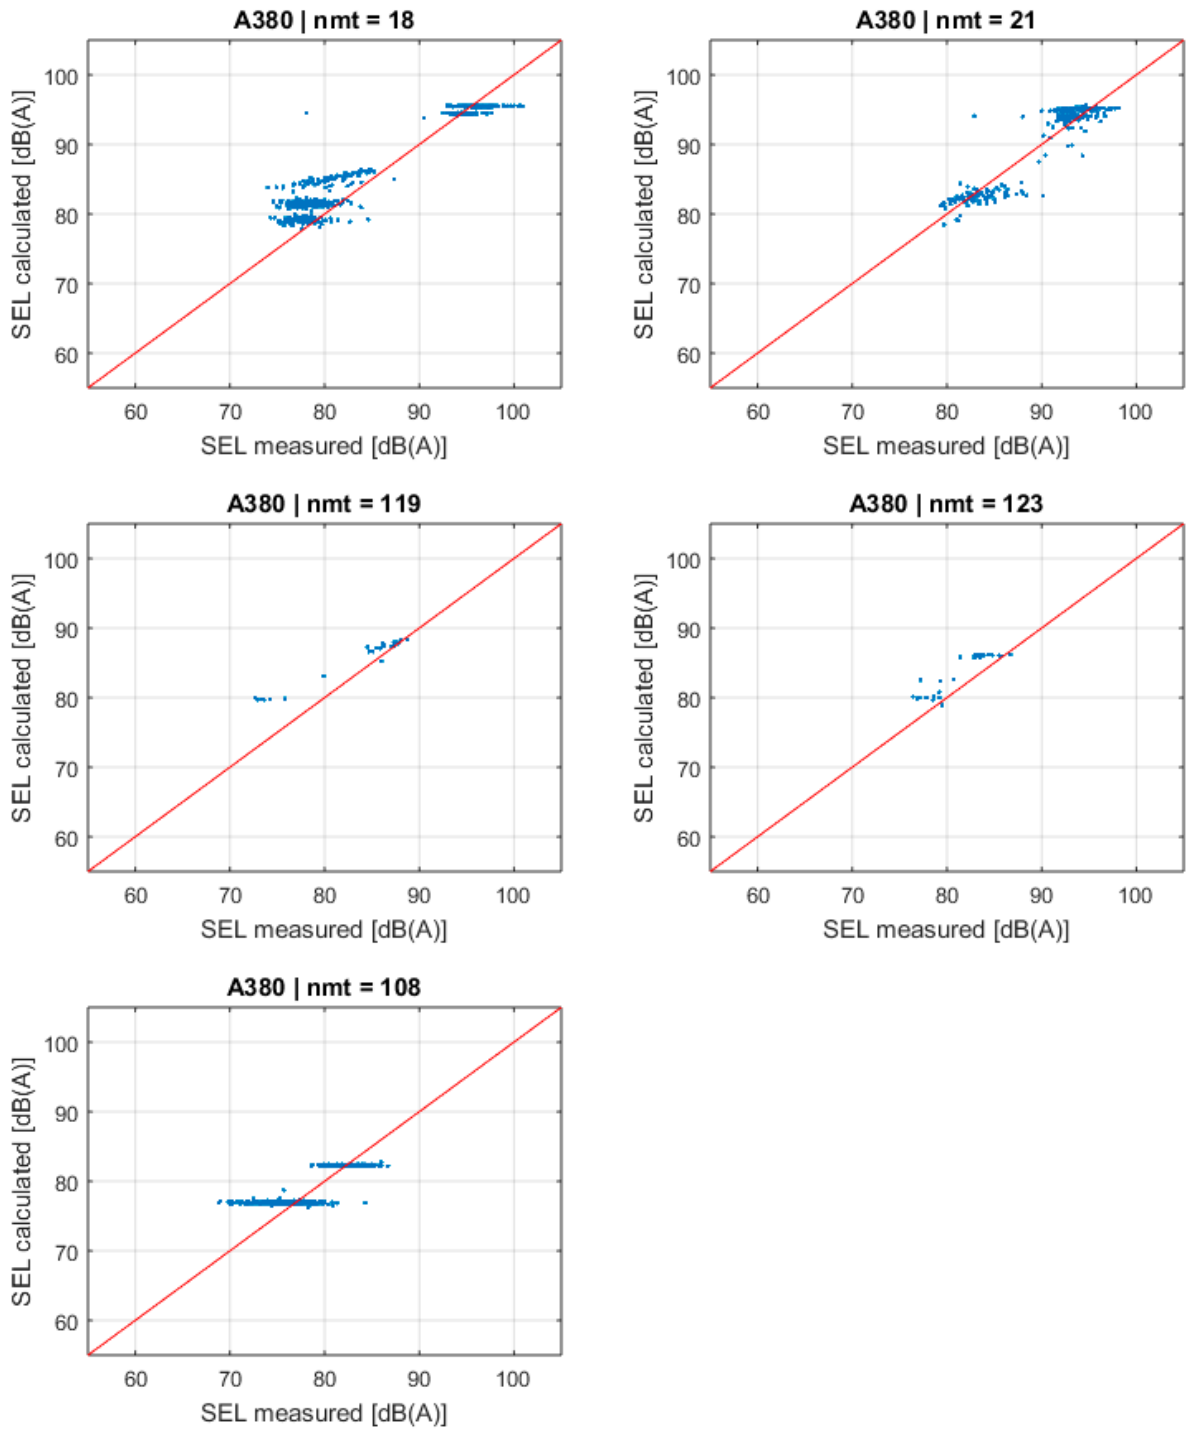 A380 | nmt = 18
100
90
80
70
60
60 70 80 90 100
SEL calculated [dB(A)]
SEL measured [dB(A)]
A380 | nmt = 21
100
90
80
70
60
60 70 80 90 100
SEL calculated [dB(A)]
SEL measured [dB(A)]
A380 | nmt = 119
100
90
80
70
60
60 70 80 90 100
SEL calculated [dB(A)]
SEL measured [dB(A)]
A380 | nmt = 123
100
90
80
70
60
60 70 80 90 100
SEL calculated [dB(A)]
SEL measured [dB(A)]
A380 | nmt = 108
100
90
80
70
60
60 70 80 90 100
SEL calculated [dB(A)]
SEL measured [dB(A)]